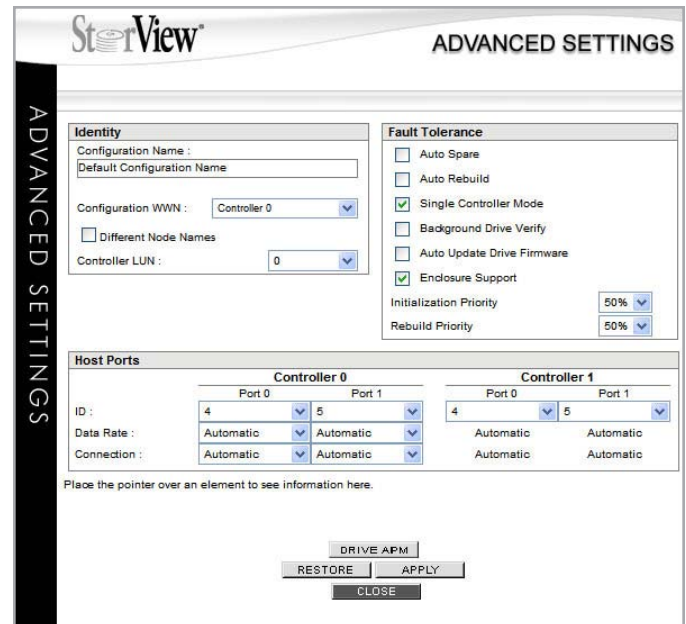 StorView
ADVANCED SETTINGS
ADVANCED SETTINGS
Identity
Configuration Name :
Default Configuration Name
Configuration WWN : Controller 0
Different Node Names
Controller LUN : 0
Fault Tolerance
Auto Spare
Auto Rebuild
Single Controller Mode
Background Drive Verify
Auto Update Drive Firmware
Enclosure Support
Initialization Priority 50%
Rebuild Priority 50%
Host Ports
Controller 0 Controller 1
Port 0 Port 1 Port 0 Port 1
ID : 4 5 4 5
Data Rate : Automatic Automatic Automatic Automatic
Connection : Automatic Automatic Automatic Automatic
Place the pointer over an element to see information here.
DRIVE APM
RESTORE APPLY
CLOSE